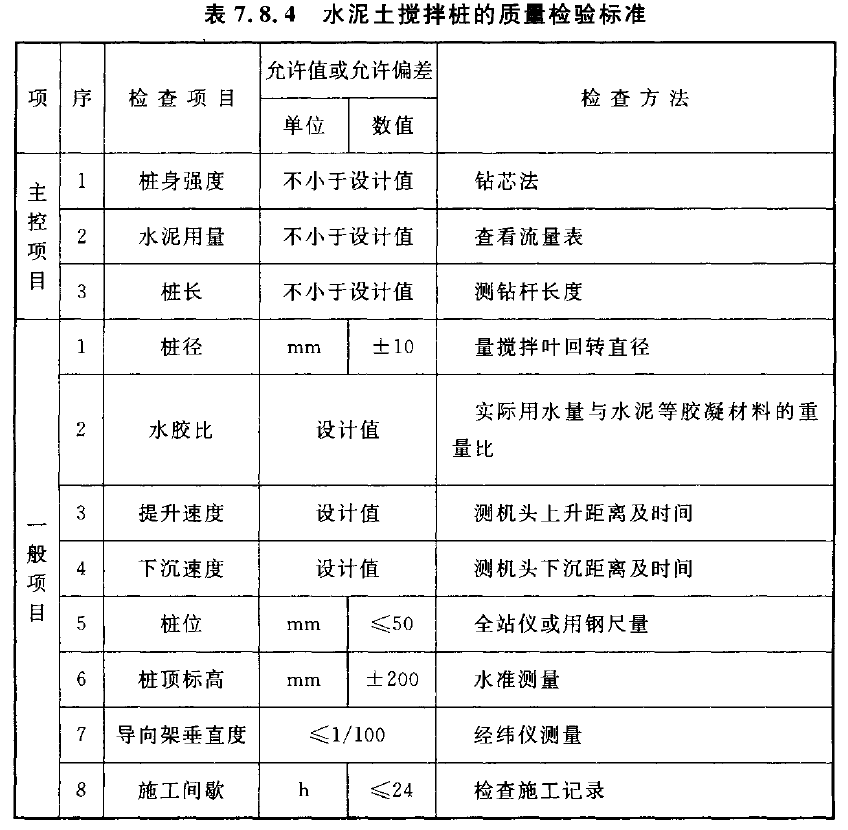 表 7.8.4 水泥土搅拌桩的质量检验标准
项 序 检查项目 允许值或允许偏差 检查方法
单位 数值
主控项目
1 桩身强度 不小于设计值 钻芯法
2 水泥用量 不小于设计值 查看流量表
3 桩长 不小于设计值 测钻杆长度
一般项目
1 桩径 mm ±10 量搅拌叶回转直径
2 水胶比 设计值 实际用水量与水泥等胶凝材料的重
量比
3 提升速度 设计值 测机头上升距离及时间
4 下沉速度 设计值 测机头下沉距离及时间
5 桩位 mm ≤50 全站仪或用钢尺量
6 桩顶标高 mm ±200 水准测量
7 导向架垂直度 ≤1/100 经纬仪测量
8 施工间歇 h ≤24 检查施工记录